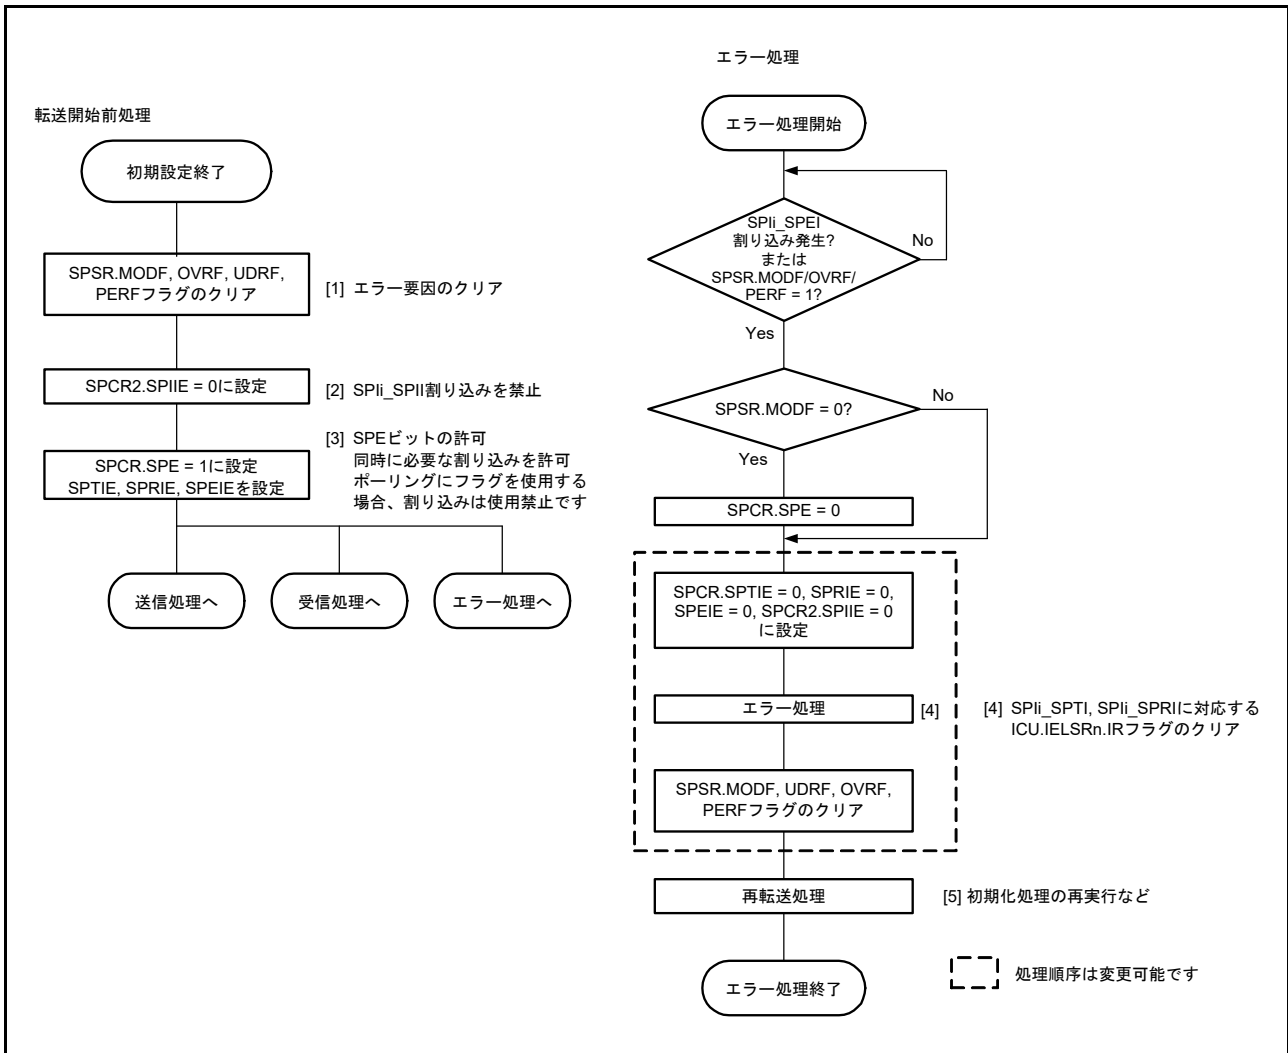 転送開始前処理
初期設定終了
SPSR.MODF, OVRF, UDRF,
PERFフラグのクリア
[1] エラー要因のクリア
SPCR2.SPIIE = 0に設定
[2] SPIi_SPII割り込みを禁止
SPCR.SPE = 1に設定
SPTIE, SPRIE, SPEIEを設定
[3] SPEビットの許可
同時に必要な割り込みを許可
ポーリングにフラグを使用する
場合、割り込みは使用禁止です
送信処理へ
受信処理へ
エラー処理へ
エラー処理
エラー処理開始
SPIi_SPEI
割り込み発生?
または
SPSR.MODF/OVRF/
PERF = 1?
No
Yes
SPSR.MODF = 0?
No
Yes
SPCR.SPE = 0
SPCR.SPTIE = 0, SPRIE = 0,
SPEIE = 0, SPCR2.SPIIE = 0
に設定
エラー処理
[4]
[4] SPIi_SPTI, SPIi_SPRIに対応する
ICU.IELSRn.IRフラグのクリア
SPSR.MODF, UDRF, OVRF,
PERFフラグのクリア
再転送処理
[5] 初期化処理の再実行など
エラー処理終了
処理順序は変更可能です